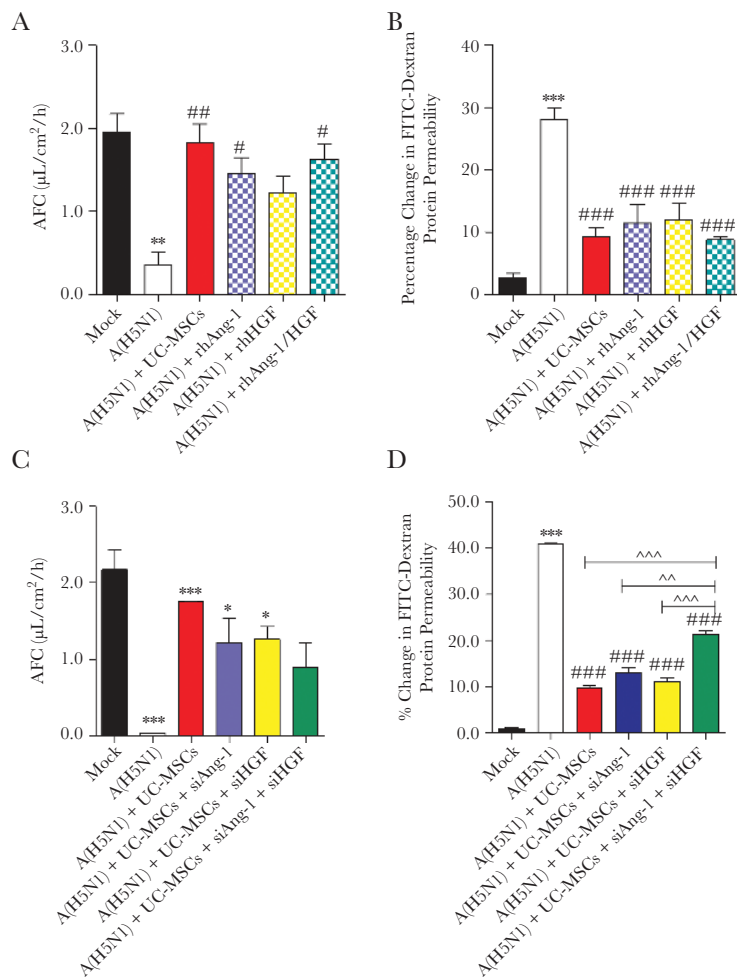 A
AFC (µL/cm²/h)
3.0
2.0
1.0
0.0
**
##
#
#
Mock
A(H5N1)
A(H5N1) + UC-MSCs
A(H5N1) + rhAng-1
A(H5N1) + rhHGF
A(H5N1) + rhAng-1/HGF
B
Percentage Change in FITC-Dextran
Protein Permeability
40
30
20
10
0
***
###
###
###
###
Mock
A(H5N1)
A(H5N1) + UC-MSCs
A(H5N1) + rhAng-1
A(H5N1) + rhHGF
A(H5N1) + rhAng-1/HGF
C
AFC (µL/cm²/h)
3.0
2.0
1.0
0.0
***
***
*
*
Mock
A(H5N1)
A(H5N1) + UC-MSCs
A(H5N1) + UC-MSCs + siAng-1
A(H5N1) + UC-MSCs + siHGF
A(H5N1) + UC-MSCs + siAng-1 + siHGF
D
% Change in FITC-Dextran
Protein Permeability
50.0
40.0
30.0
20.0
10.0
0.0
***
^^^
^^
^^^
###
###
###
###
Mock
A(H5N1)
A(H5N1) + UC-MSCs
A(H5N1) + UC-MSCs + siAng-1
A(H5N1) + UC-MSCs + siHGF
A(H5N1) + UC-MSCs + siAng-1 + siHGF